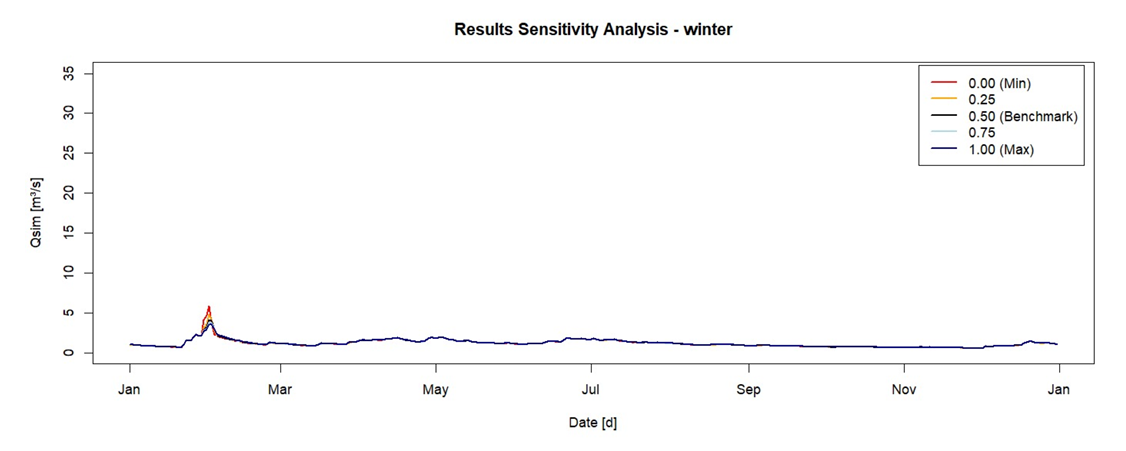 Results Sensitivity Analysis - winter
0.00 (Min)
0.25
0.50 (Benchmark)
0.75
1.00 (Max)
Qsim [m³/s]
35
30
25
20
15
10
5
0
Jan Mar May Jul Sep Nov Jan
Date [d]